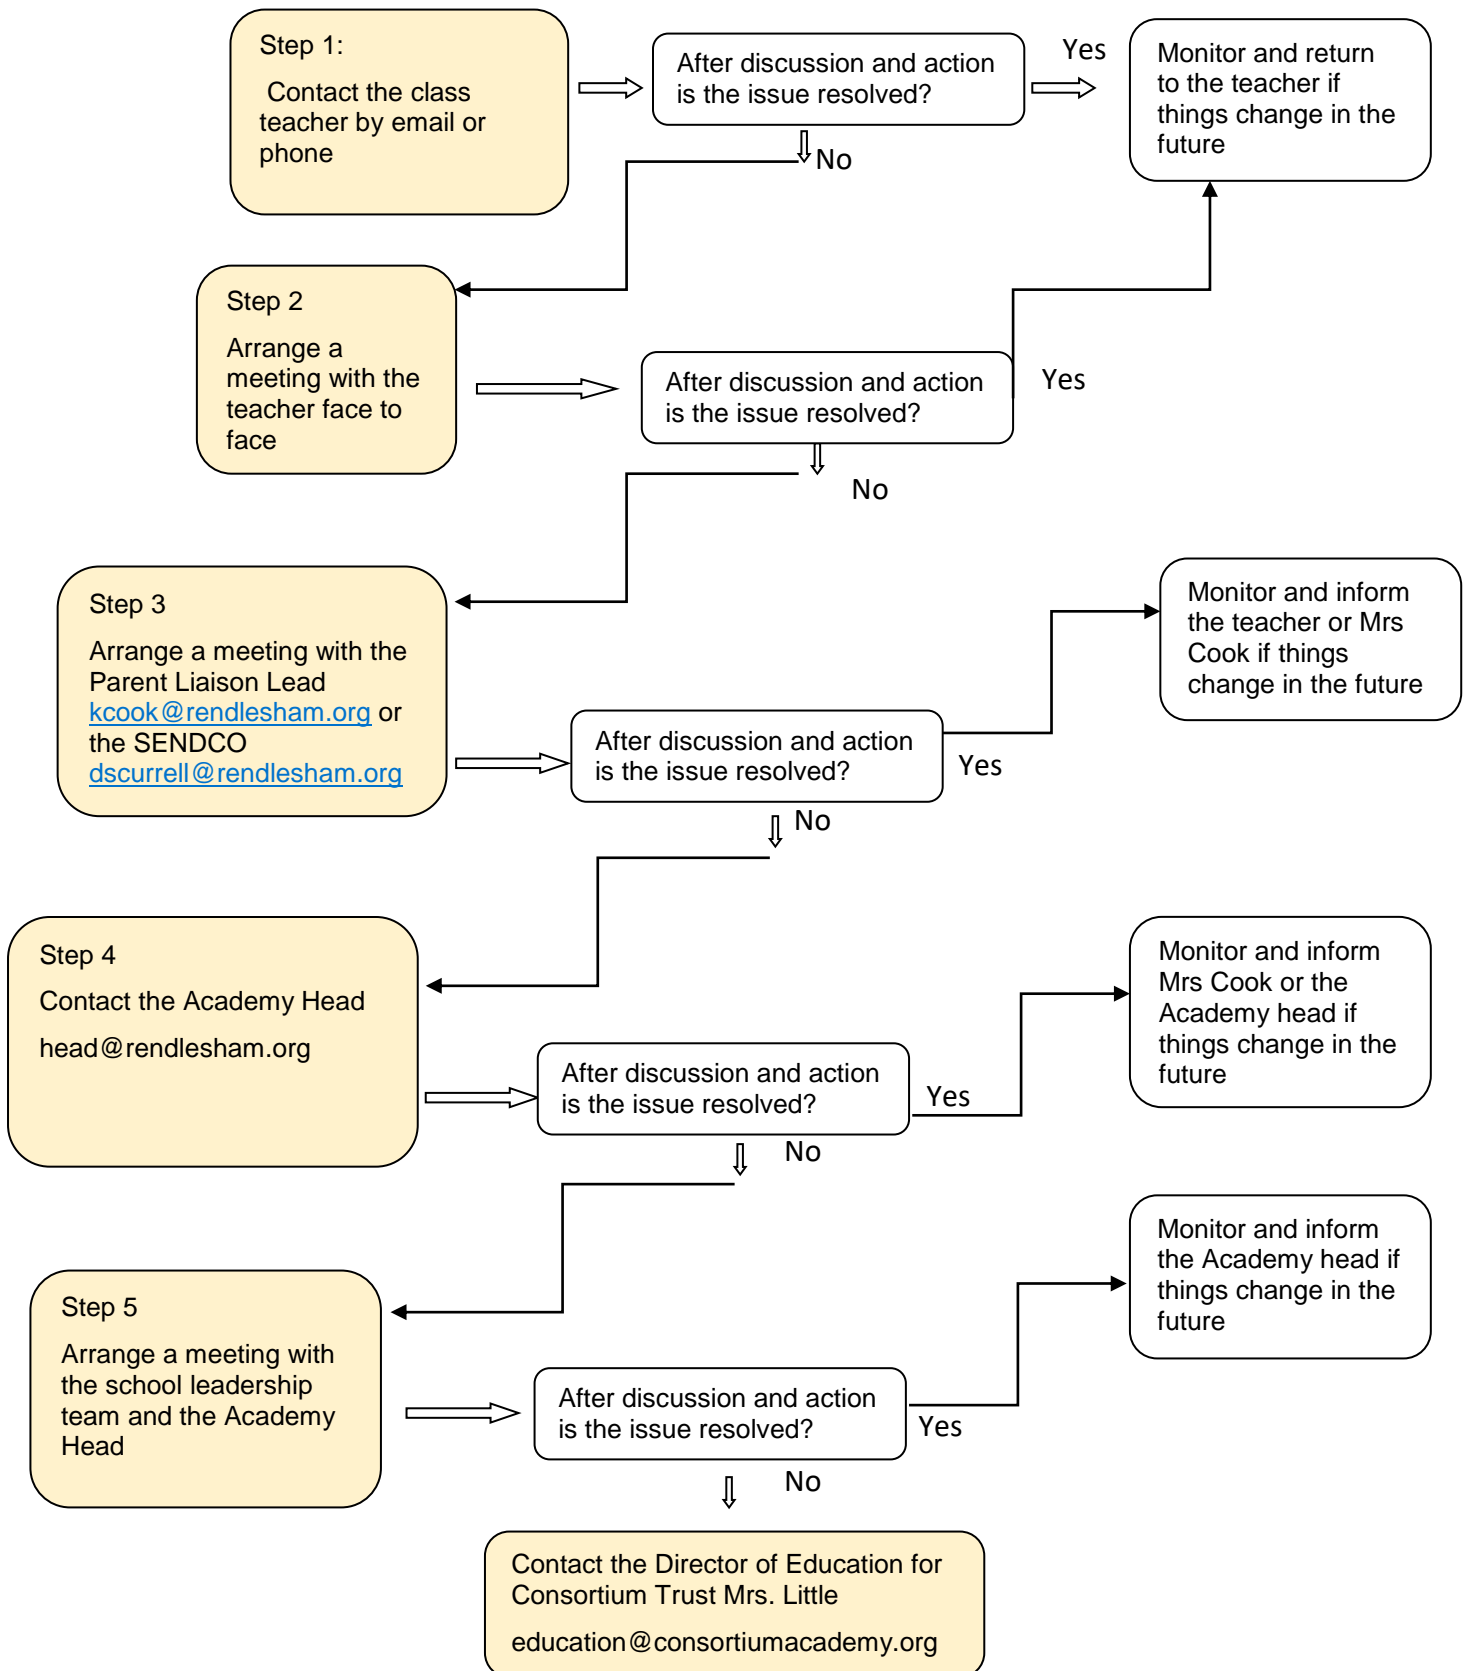 Step 1:
Contact the class
teacher by email or
phone
After discussion and action
is the issue resolved?
Yes
Monitor and return
to the teacher if
things change in the
future
No
Step 2
Arrange a
meeting with the
teacher face to
face
After discussion and action
is the issue resolved?
Yes
No
Step 3
Arrange a meeting with the
Parent Liaison Lead
kcook@rendlesham.org or
the SENDCO
dscurrell@rendlesham.org
After discussion and action
is the issue resolved?
Yes
Monitor and inform
the teacher or Mrs
Cook if things
change in the future
No
Step 4
Contact the Academy Head
head@rendlesham.org
After discussion and action
is the issue resolved?
Yes
Monitor and inform
Mrs Cook or the
Academy head if
things change in the
future
No
Step 5
Arrange a meeting with
the school leadership
team and the Academy
Head
After discussion and action
is the issue resolved?
Yes
Monitor and inform
the Academy head if
things change in the
future
No
Contact the Director of Education for
Consortium Trust Mrs. Little
education@consortiumacademy.org